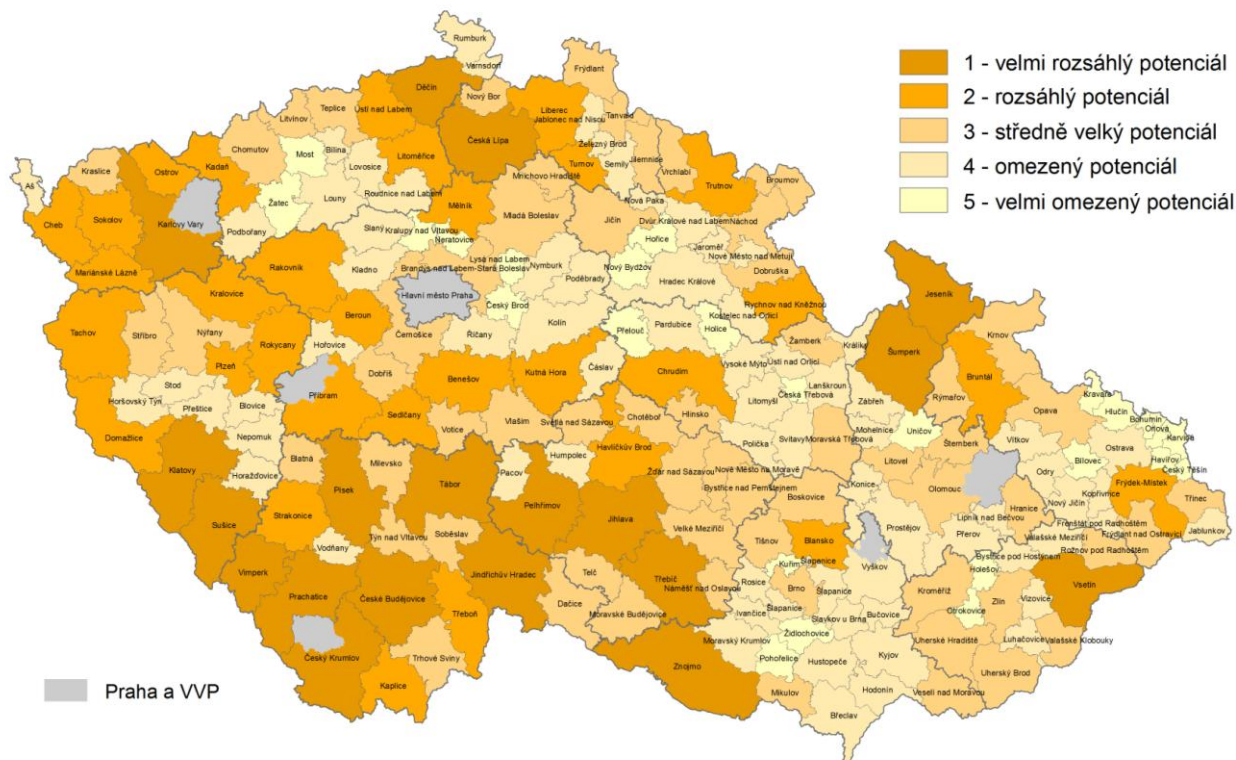 Rumburk
Varnsdorf
Děčín
Nový Bor
Frýdlant
1 - velmi rozsáhlý potenciál
2 - rozsáhlý potenciál
3 - středně velký potenciál
4 - omezený potenciál
5 - velmi omezený potenciál
Teplice
Ústí nad Labem
Litvínov
Liberec
Jablonec nad Nisou
Tanvald
Česká Lípa
Chomutov
Most
Bílina
Lovosice
Litoměřice
Železný Brod
Semily
Jilemnice
Turnov
Vrchlabí
Trutnov
Broumov
Kraslice
Ostrov
Kadaň
Aš
Mnichovo Hradiště
Roudnice nad Labem
Louny
Žatec
Nová Paka
Cheb
Sokolov
Karlovy Vary
Podbořany
Mělník
Mladá Boleslav
Jičín
Dvůr Králové nad Labem
Náchod
Slaný
Kralupy nad Vltavou
Neratovice
Hořice
Jaroměř
Nové Město nad Metují
Mariánské Lázně
Rakovník
Kladno
Lysá nad Labem
Brandýs nad Labem-Stará Boleslav
Nymburk
Poděbrady
Nový Bydžov
Dobruška
Hradec Králové
Kralovice
Hlavní město Praha
Český Brod
Rychnov nad Kněžnou
Kostelec nad Orlicí
Jeseník
Tachov
Beroun
Kolín
Přelouč
Pardubice
Holice
Stříbro
Nýřany
Rokycany
Hořovice
Černošice
Říčany
Žamberk
Králíky
Šumperk
Krnov
Plzeň
Dobříš
Benešov
Kutná Hora
Čáslav
Chrudim
Vysoké Mýto
Ústí nad Orlicí
Lanškroun
Česká Třebová
Bruntál
Rýmařov
Stod
Horšovský Týn
Přeštice
Blovice
Příbram
Sedlčany
Votice
Vlašim
Světlá nad Sázavou
Chotěboř
Hlinsko
Litomyšl
Zábřeh
Opava
Kravaře
Hlučín
Bohumín
Orlová
Karviná
Havířov
Český Těšín
Domažlice
Nepomuk
Polička
Svitavy
Moravská Třebová
Mohelnice
Uničov
Šternberk
Vítkov
Ostrava
Bílovec
Klatovy
Horažďovice
Blatná
Milevsko
Pacov
Humpolec
Havlíčkův Brod
Žďár nad Sázavou
Nové Město na Moravě
Bystřice nad Pernštejnem
Litovel
Konice
Olomouc
Odry
Nový Jičín
Kopřivnice
Frýdek-Místek
Třinec
Jablunkov
Písek
Tábor
Pelhřimov
Jihlava
Boskovice
Prostějov
Hranice
Lipník nad Bečvou
Frenštát pod Radhoštěm
Frýdlant nad Ostravicí
Sušice
Strakonice
Týn nad Vltavou
Soběslav
Velké Meziříčí
Tišnov
Blansko
Přerov
Valašské Meziříčí
Rožnov pod Radhoštěm
Vodňany
Bystřice pod Hostýnem
Holešov
Vimperk
Prachatice
České Budějovice
Třeboň
Jindřichův Hradec
Telč
Třebíč
Náměšť nad Oslavou
Kuřim
Šlapanice
Vyškov
Vsetín
Rosice
Brno
Kroměříž
Otrokovice
Zlín
Vizovice
Dačice
Moravské Budějovice
Ivančice
Šlapanice
Šlapanice
Bučovice
Slavkov u Brna
Český Krumlov
Trhové Sviny
Židlochovice
Uherské Hradiště
Luhačovice
Valašské Klobouky
Moravský Krumlov
Pohořelice
Hustopeče
Kyjov
Kaplice
Znojmo
Uherský Brod
Praha a VVP
Mikulov
Hodonín
Veselí nad Moravou
Břeclav